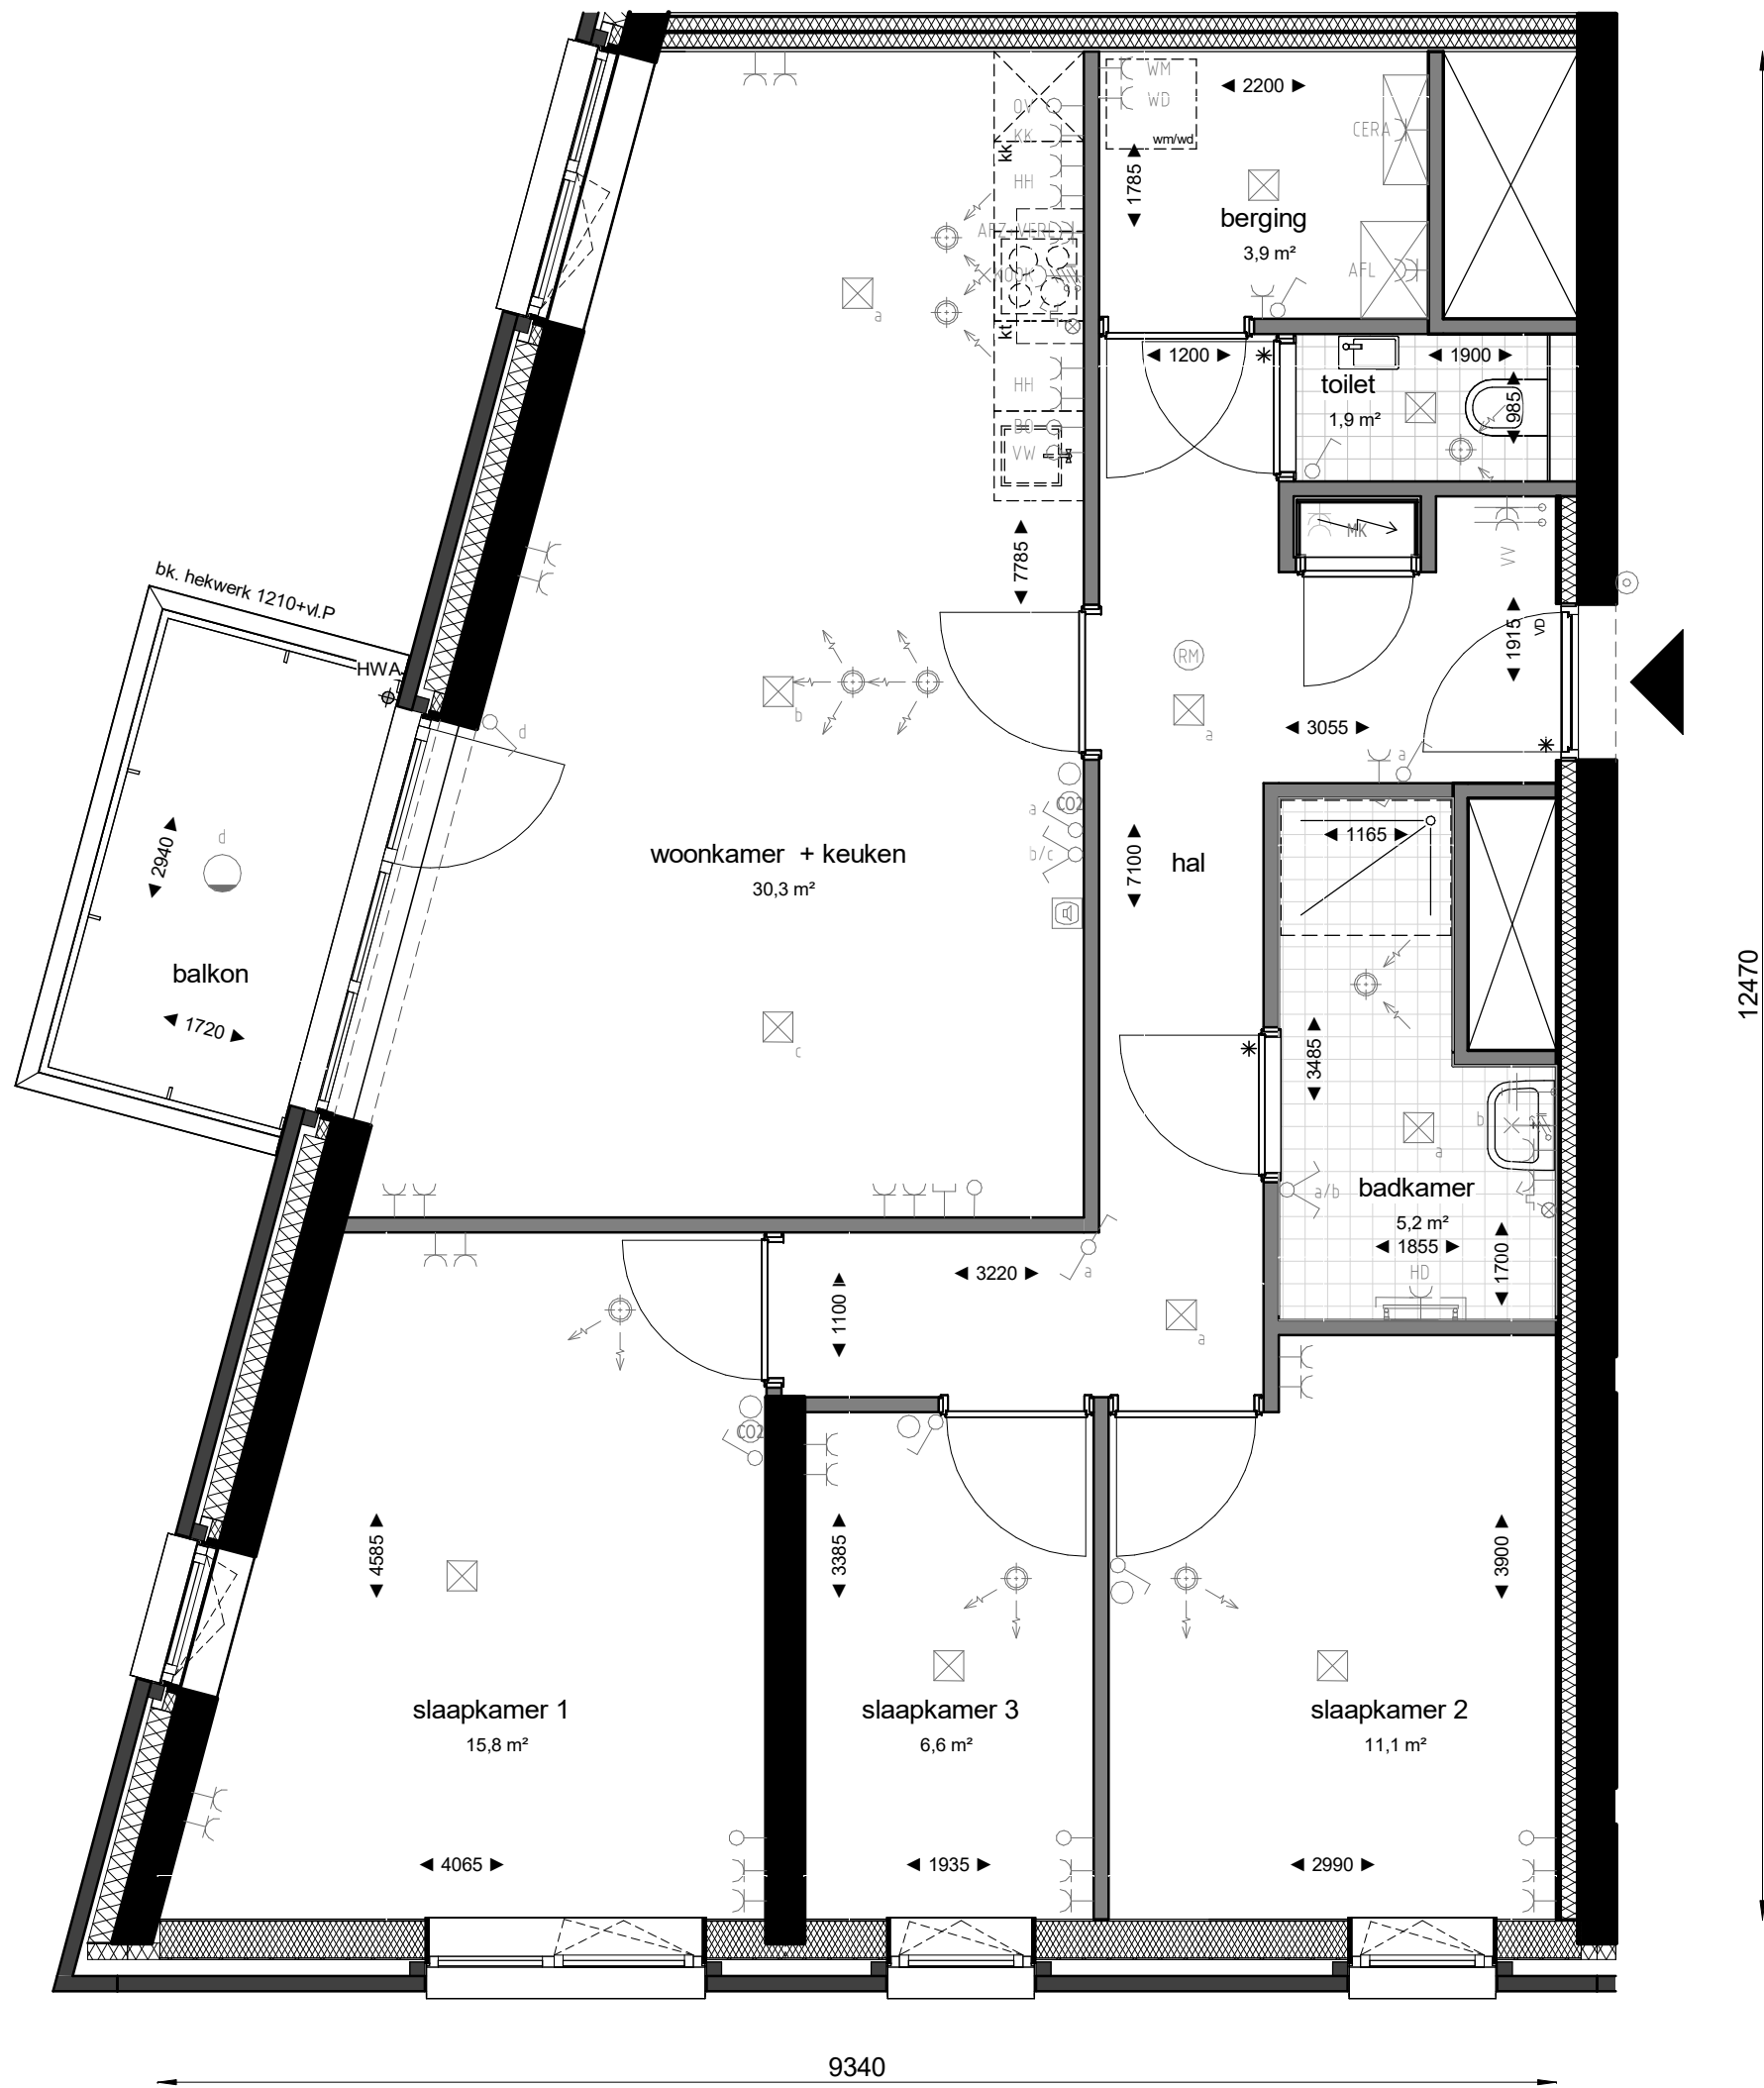 WM
WD
wm/wd
2200
1785
CERA
berging
3,9 m²
AFL
OV
KK
kk
HH
AFZ+VERL
KOOK
kt
HH
BO
VW
a
1200
1900
toilet
1,9 m²
985
MK
VV
7785
bk. hekwerk 1210+vl.P
HWA
d
b
RM
a
1915
VD
3055
a
CO2
a
b/c
1165
woonkamer + keuken
30,3 m²
7100
hal
2940
d
balkon
1720
c
3485
12470
b
a
a/b
badkamer
5,2 m²
1855
1700
HD
3220
a
1100
a
CO2
4585
3385
3900
slaapkamer 1
15,8 m²
slaapkamer 3
6,6 m²
slaapkamer 2
11,1 m²
4065
1935
2990
9340